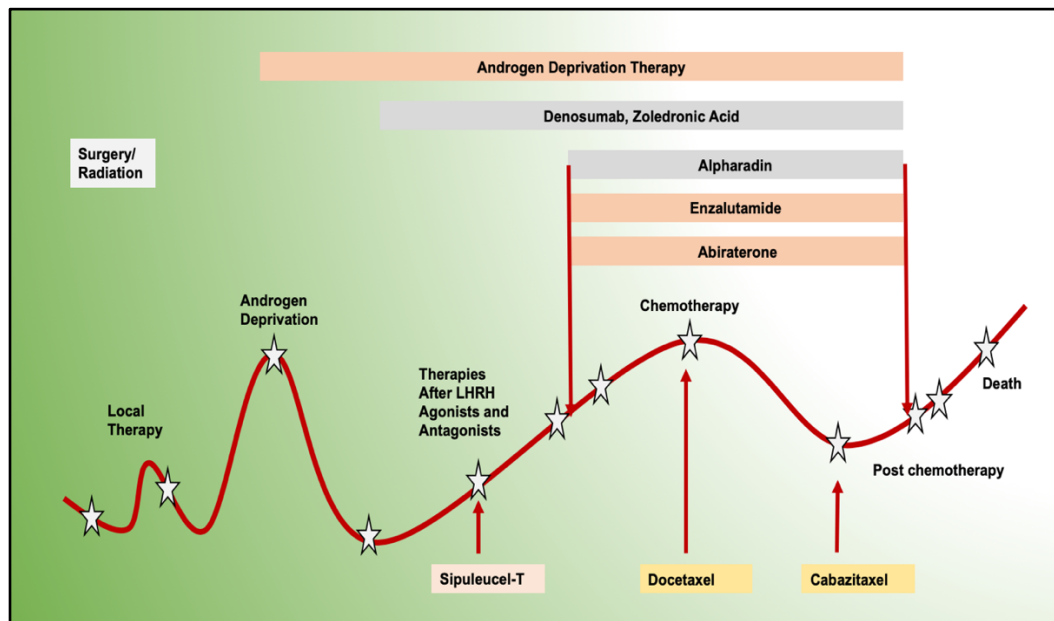 Androgen Deprivation Therapy
Denosumab, Zoledronic Acid
Surgery/
Radiation
Alpharadin
Enzalutamide
Abiraterone
Androgen
Deprivation
Chemotherapy
Therapies
After LHRH
Agonists and
Antagonists
Death
Local
Therapy
Post chemotherapy
Sipuleucel-T
Docetaxel
Cabazitaxel